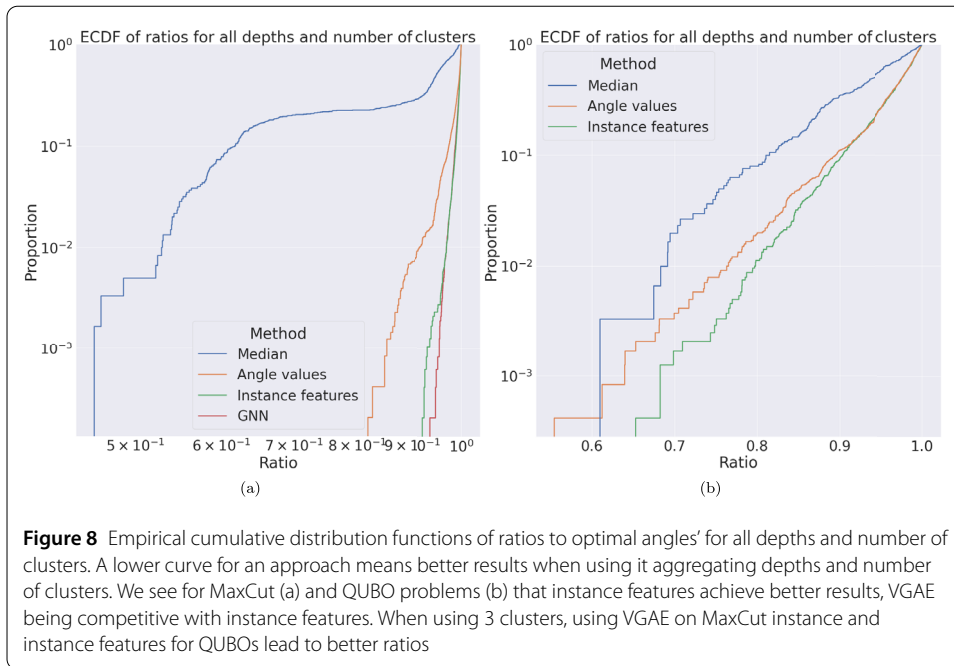 ECDF of ratios for all depths and number of clusters
10⁰
10⁻¹
10⁻²
10⁻³
Proportion
Method
Median
Angle values
Instance features
GNN
5 × 10⁻¹ 6 × 10⁻¹ 7 × 10⁻¹ 8 × 10⁻¹ 9 × 10⁻¹ 10⁰
Ratio
(a)
ECDF of ratios for all depths and number of clusters
10⁰
10⁻¹
10⁻²
10⁻³
Proportion
Method
Median
Angle values
Instance features
0.6 0.7 0.8 0.9 1.0
Ratio
(b)
Figure 8 Empirical cumulative distribution functions of ratios to optimal angles’ for all depths and number of
clusters. A lower curve for an approach means better results when using it aggregating depths and number
of clusters. We see for MaxCut (a) and QUBO problems (b) that instance features achieve better results, VGAE
being competitive with instance features. When using 3 clusters, using VGAE on MaxCut instance and
instance features for QUBOs lead to better ratios